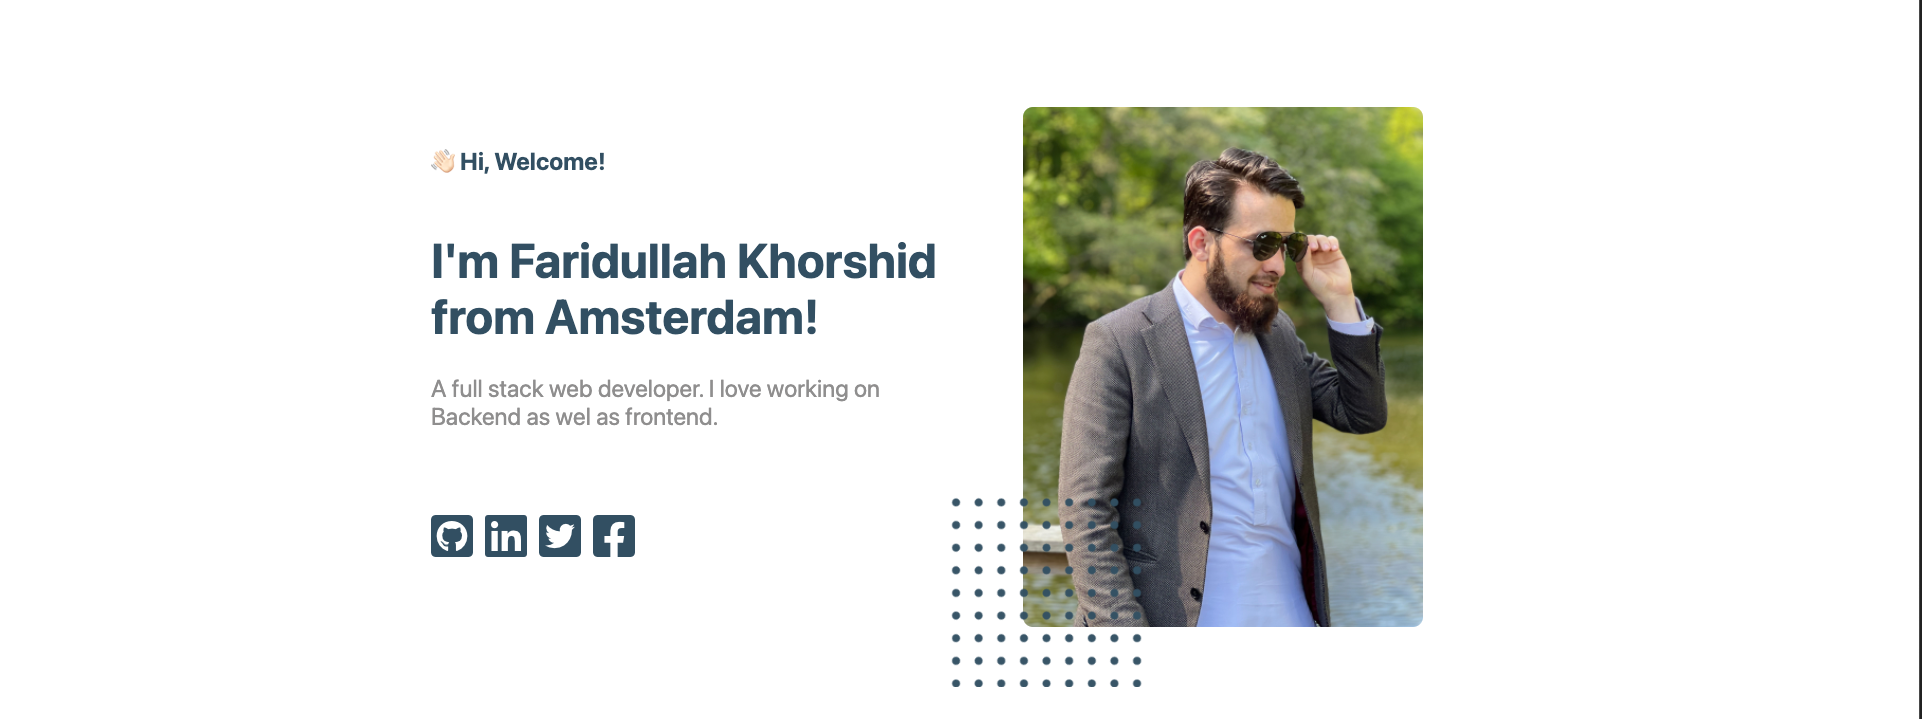 👋🏻 Hi, Welcome!
I'm Faridullah Khorshid
from Amsterdam!
A full stack web developer. I love working on
Backend as wel as frontend.